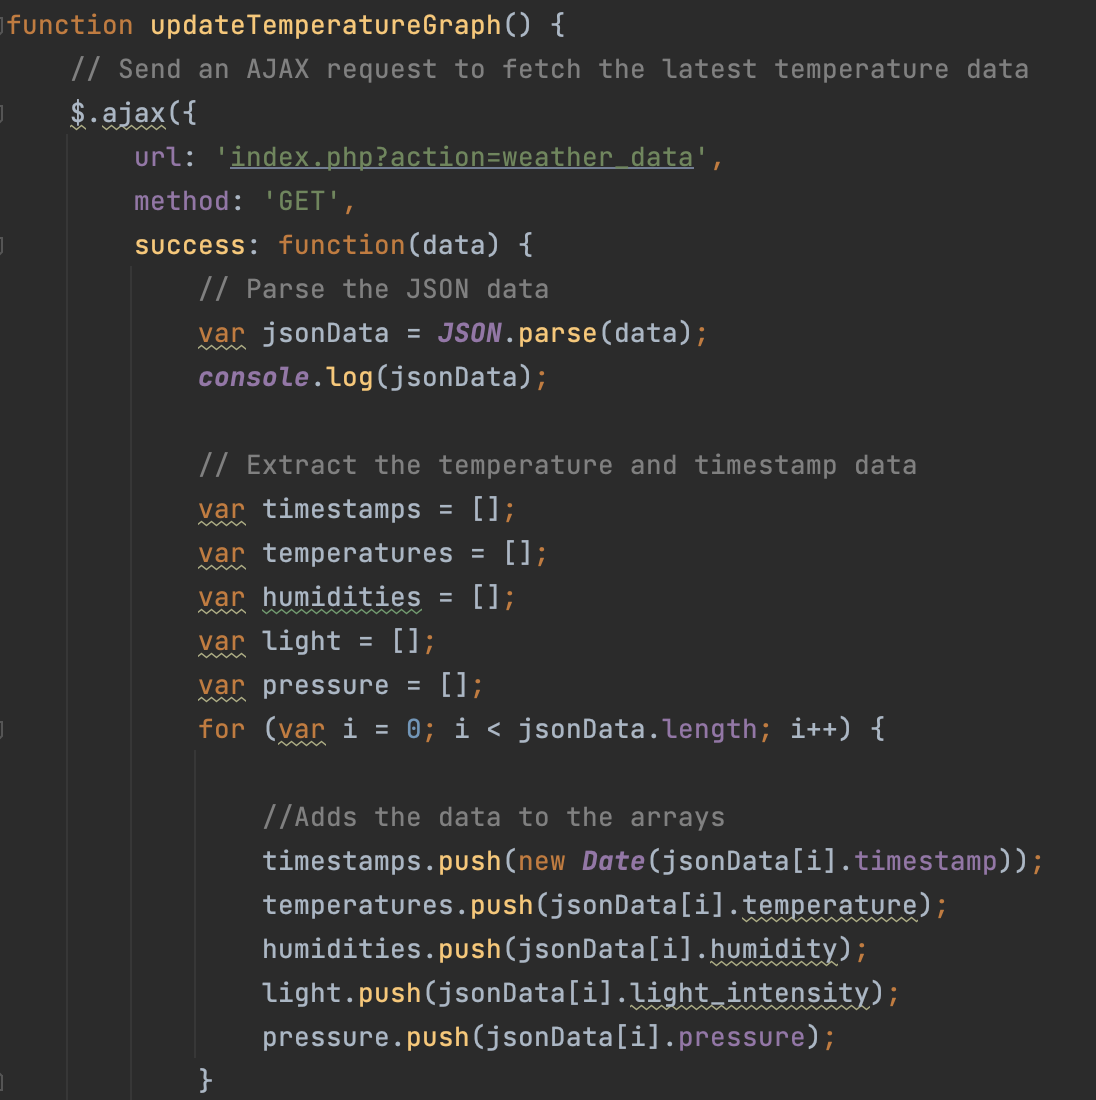 function updateTemperatureGraph() {
    // Send an AJAX request to fetch the latest temperature data
    $.ajax({
        url: 'index.php?action=weather_data',
        method: 'GET',
        success: function(data) {
            // Parse the JSON data
            var jsonData = JSON.parse(data);
            console.log(jsonData);

            // Extract the temperature and timestamp data
            var timestamps = [];
            var temperatures = [];
            var humidities = [];
            var light = [];
            var pressure = [];
            for (var i = 0; i < jsonData.length; i++) {

                //Adds the data to the arrays
                timestamps.push(new Date(jsonData[i].timestamp));
                temperatures.push(jsonData[i].temperature);
                humidities.push(jsonData[i].humidity);
                light.push(jsonData[i].light_intensity);
                pressure.push(jsonData[i].pressure);
            }